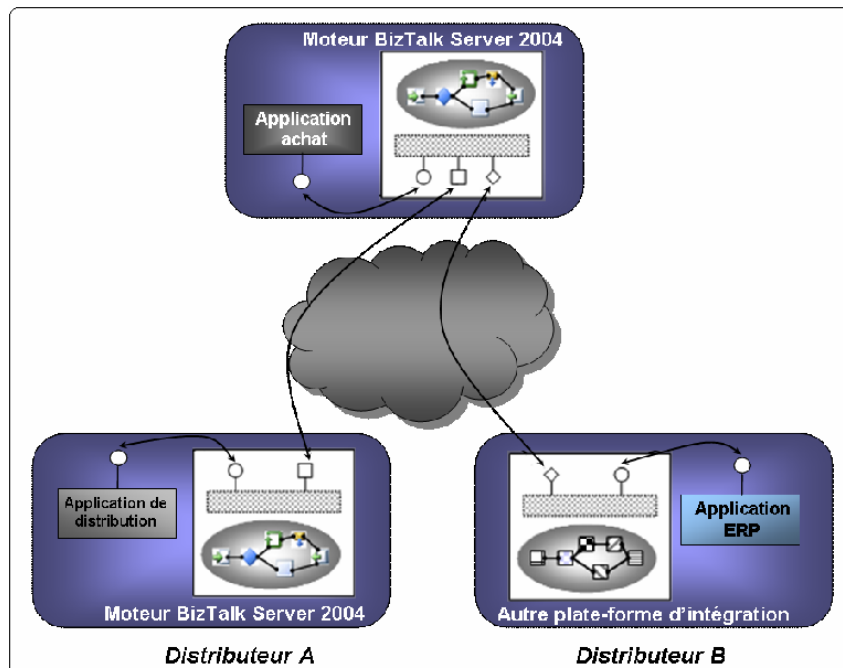 Moteur BizTalk Server 2004
Application
achat
Application de
distribution
Moteur BizTalk Server 2004
Application
ERP
Autre plate-forme d'intégration
Distributeur A
Distributeur B